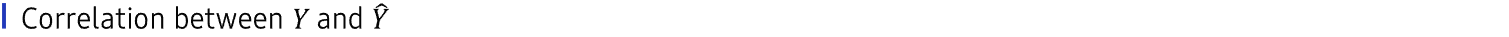 Correlation between Y and Ŷ